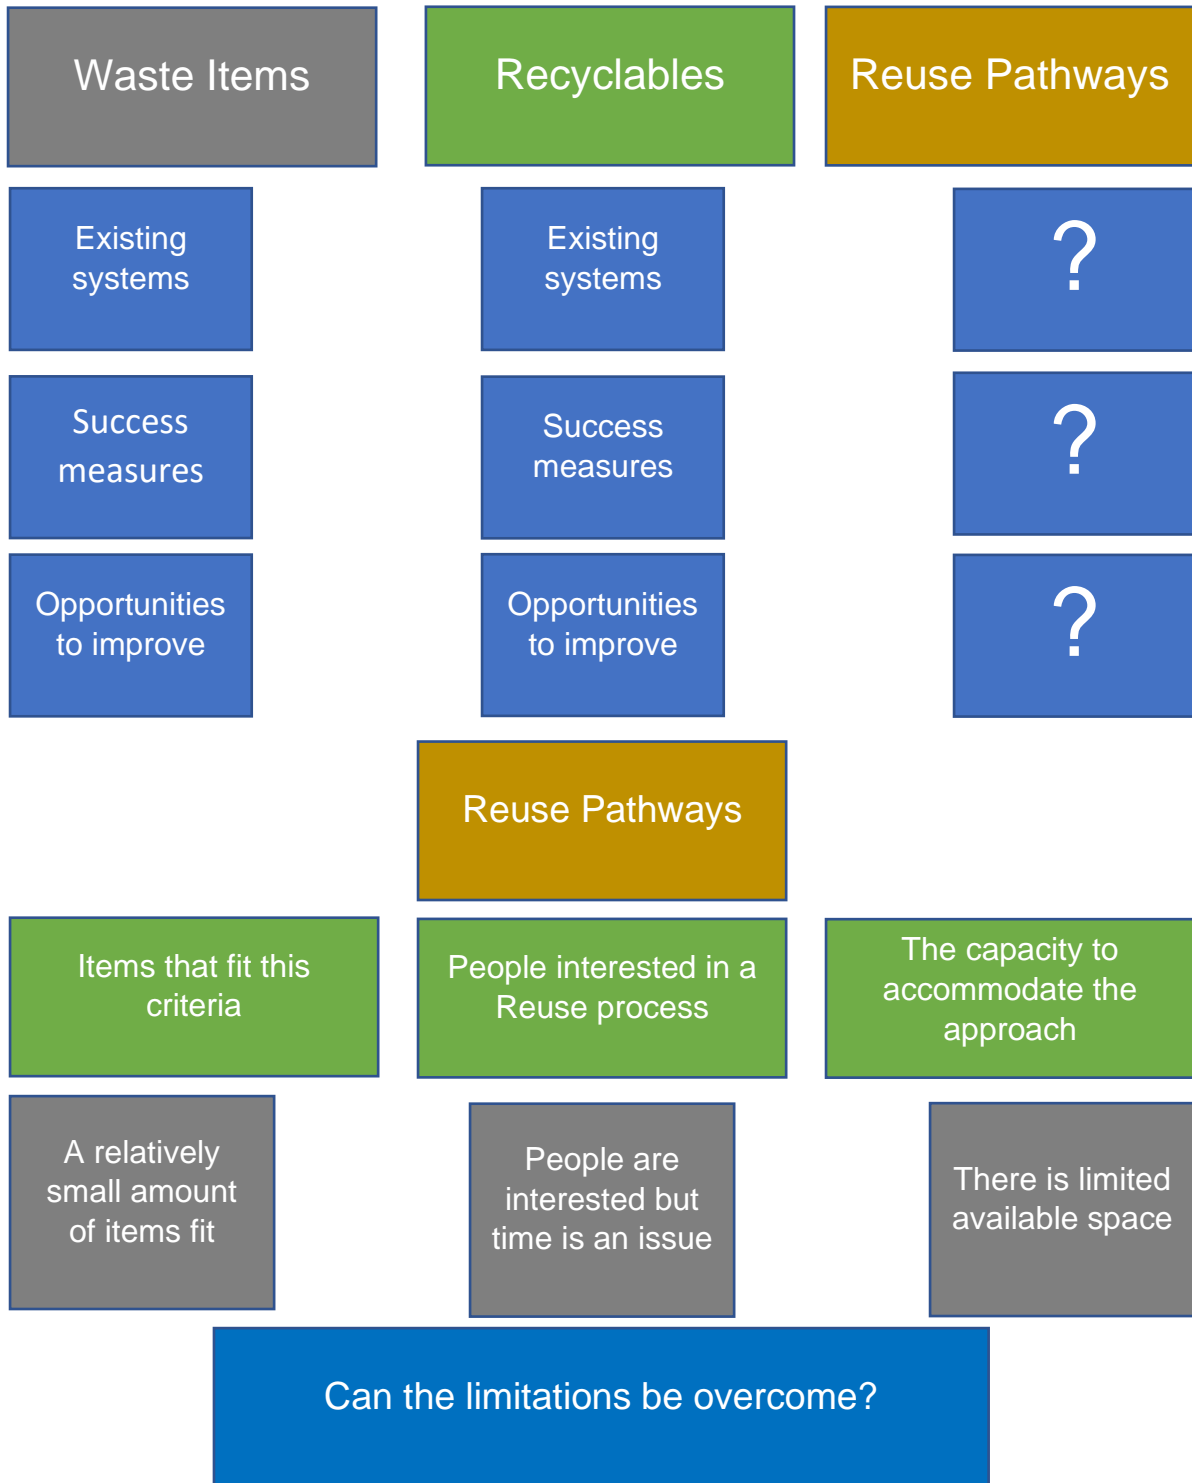 Waste Items
Recyclables
Reuse Pathways
Existing
systems
Existing
systems
?
Success
measures
Success
measures
?
Opportunities
to improve
Opportunities
to improve
?
Reuse Pathways
Items that fit this
criteria
People interested in a
Reuse process
The capacity to
accommodate the
approach
A relatively
small amount
of items fit
People are
interested but
time is an issue
There is limited
available space
Can the limitations be overcome?